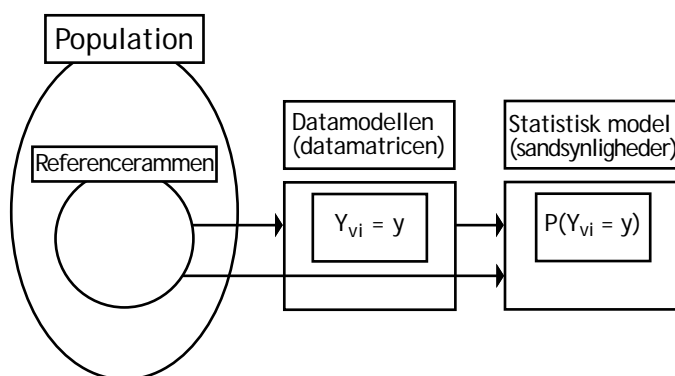 Population
Referencerammen
Datamodellen
(datamatricen)
Y_vi = y
Statistisk model
(sandsynligheder)
P(Y_vi = y)